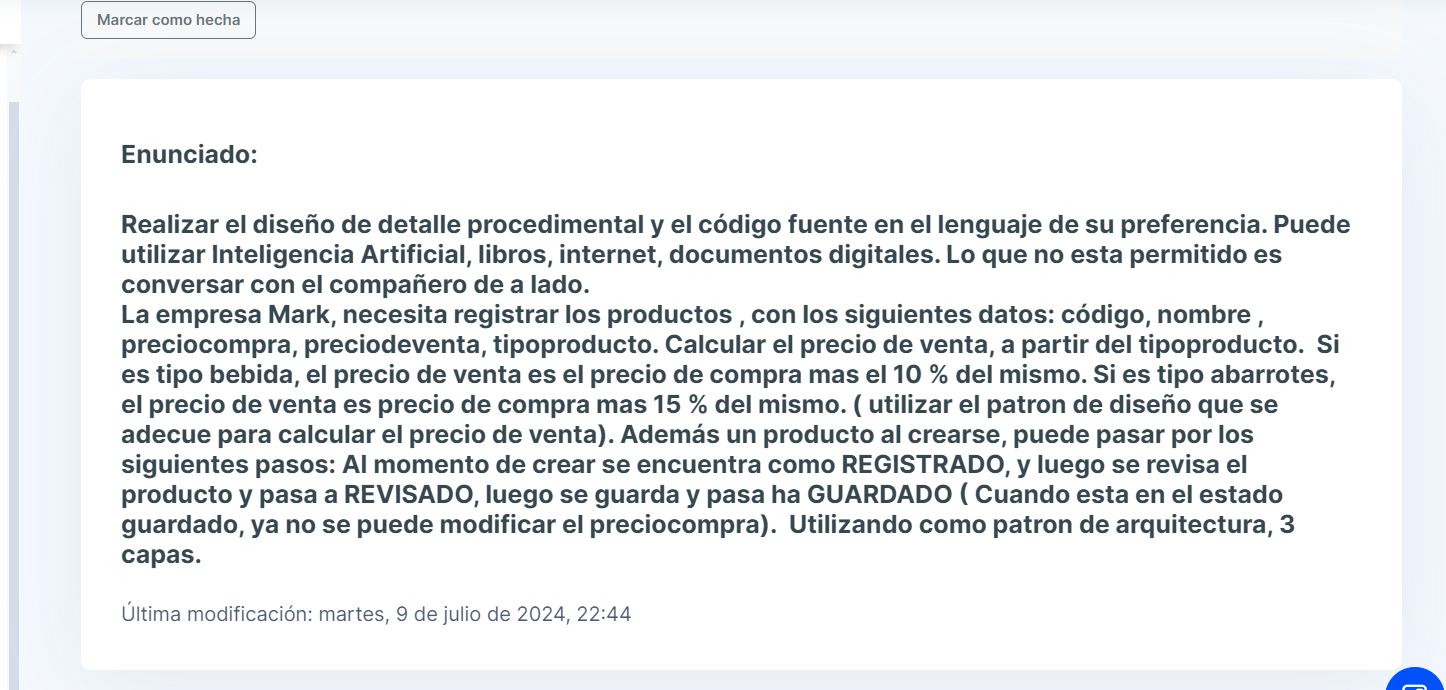 Marcar como hecha
Enunciado:
Realizar el diseño de detalle procedimental y el código fuente en el lenguaje de su preferencia. Puede
utilizar Inteligencia Artificial, libros, internet, documentos digitales. Lo que no esta permitido es
conversar con el compañero de a lado.
La empresa Mark, necesita registrar los productos , con los siguientes datos: código, nombre ,
preciocompra, preciodeventa, tipoproducto. Calcular el precio de venta, a partir del tipoproducto.  Si
es tipo bebida, el precio de venta es el precio de compra mas el 10 % del mismo. Si es tipo abarrotes,
el precio de venta es precio de compra mas 15 % del mismo. ( utilizar el patron de diseño que se
adecue para calcular el precio de venta). Además un producto al crearse, puede pasar por los
siguientes pasos: Al momento de crear se encuentra como REGISTRADO, y luego se revisa el
producto y pasa a REVISADO, luego se guarda y pasa ha GUARDADO ( Cuando esta en el estado
guardado, ya no se puede modificar el preciocompra).  Utilizando como patron de arquitectura, 3
capas.
Última modificación: martes, 9 de julio de 2024, 22:44